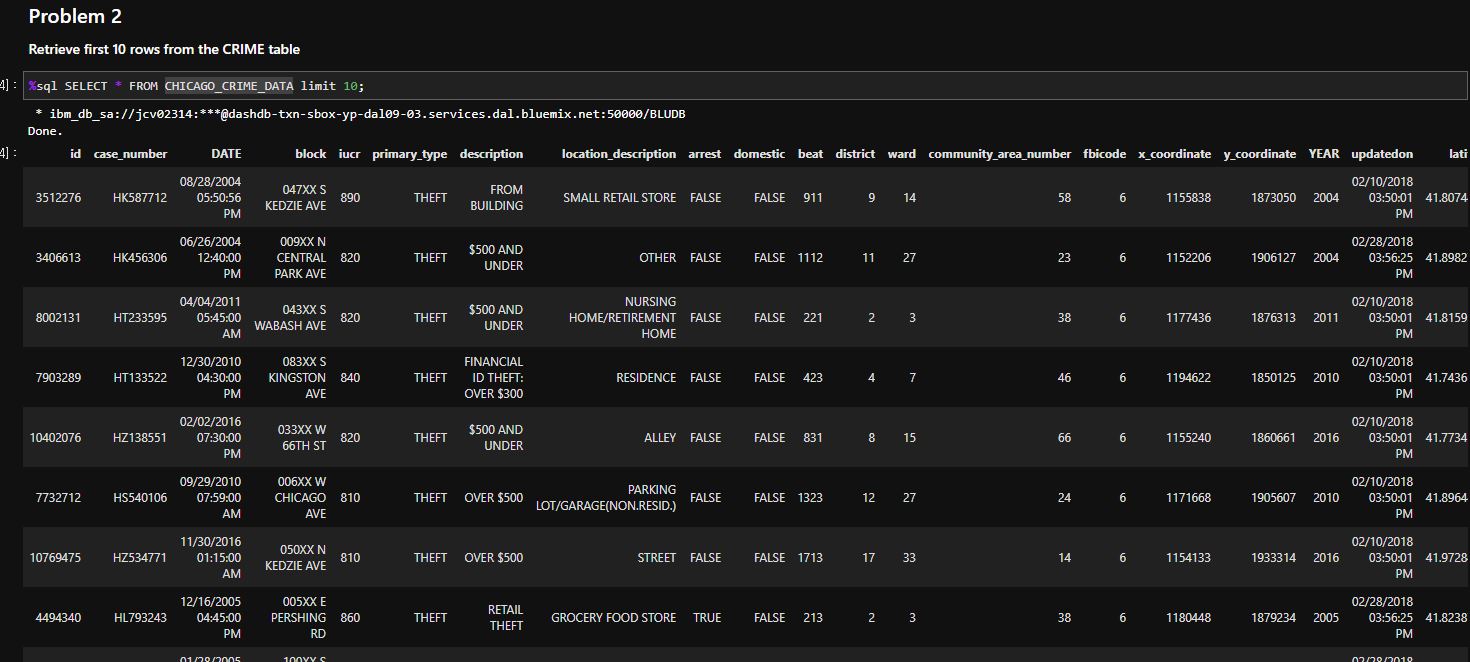 Problem 2
Retrieve first 10 rows from the CRIME table
4]: %sql SELECT * FROM CHICAGO_CRIME_DATA limit 10;
* ibm_db_sa://jcv02314:***@dashdb-txn-sbox-yp-dal09-03.services.dal.bluemix.net:50000/BLUDB
Done.
4]: id case_number DATE block iucr primary_type description location_description arrest domestic beat district ward community_area_number fbicode x_coordinate y_coordinate YEAR updatedon lati
3512276 HK587712 08/28/2004 05:50:56 PM 047XX S KEDZIE AVE 890 THEFT FROM BUILDING SMALL RETAIL STORE FALSE FALSE 911 9 14 58 6 1155838 1873050 2004 02/10/2018 03:50:01 PM 41.8074
3406613 HK456306 06/26/2004 12:40:00 PM 009XX N CENTRAL PARK AVE 820 THEFT $500 AND UNDER OTHER FALSE FALSE 1112 11 27 23 6 1152206 1906127 2004 02/28/2018 03:56:25 PM 41.8982
8002131 HT233595 04/04/2011 05:45:00 AM 043XX S WABASH AVE 820 THEFT $500 AND UNDER NURSING HOME/RETIREMENT HOME FALSE FALSE 221 2 3 38 6 1177436 1876313 2011 02/10/2018 03:50:01 PM 41.8159
7903289 HT133522 12/30/2010 04:30:00 PM 083XX S KINGSTON AVE 840 THEFT FINANCIAL ID THEFT: OVER $300 RESIDENCE FALSE FALSE 423 4 7 46 6 1194622 1850125 2010 02/10/2018 03:50:01 PM 41.7436
10402076 HZ138551 02/02/2016 07:30:00 PM 033XX W 66TH ST 820 THEFT $500 AND UNDER ALLEY FALSE FALSE 831 8 15 66 6 1155240 1860661 2016 02/10/2018 03:50:01 PM 41.7734
7732712 HS540106 09/29/2010 07:59:00 AM 006XX W CHICAGO AVE 810 THEFT OVER $500 PARKING LOT/GARAGE(NON.RESID.) FALSE FALSE 1323 12 27 24 6 1171668 1905607 2010 02/10/2018 03:50:01 PM 41.8964
10769475 HZ534771 11/30/2016 01:15:00 AM 050XX N KEDZIE AVE 810 THEFT OVER $500 STREET FALSE FALSE 1713 17 33 14 6 1154133 1933314 2016 02/10/2018 03:50:01 PM 41.9728
4494340 HL793243 12/16/2005 04:45:00 PM 005XX E PERSHING RD 860 THEFT RETAIL THEFT GROCERY FOOD STORE TRUE FALSE 213 2 3 38 6 1180448 1879234 2005 02/28/2018 03:56:25 PM 41.8238
01/28/2005 100XX S 02/28/2018